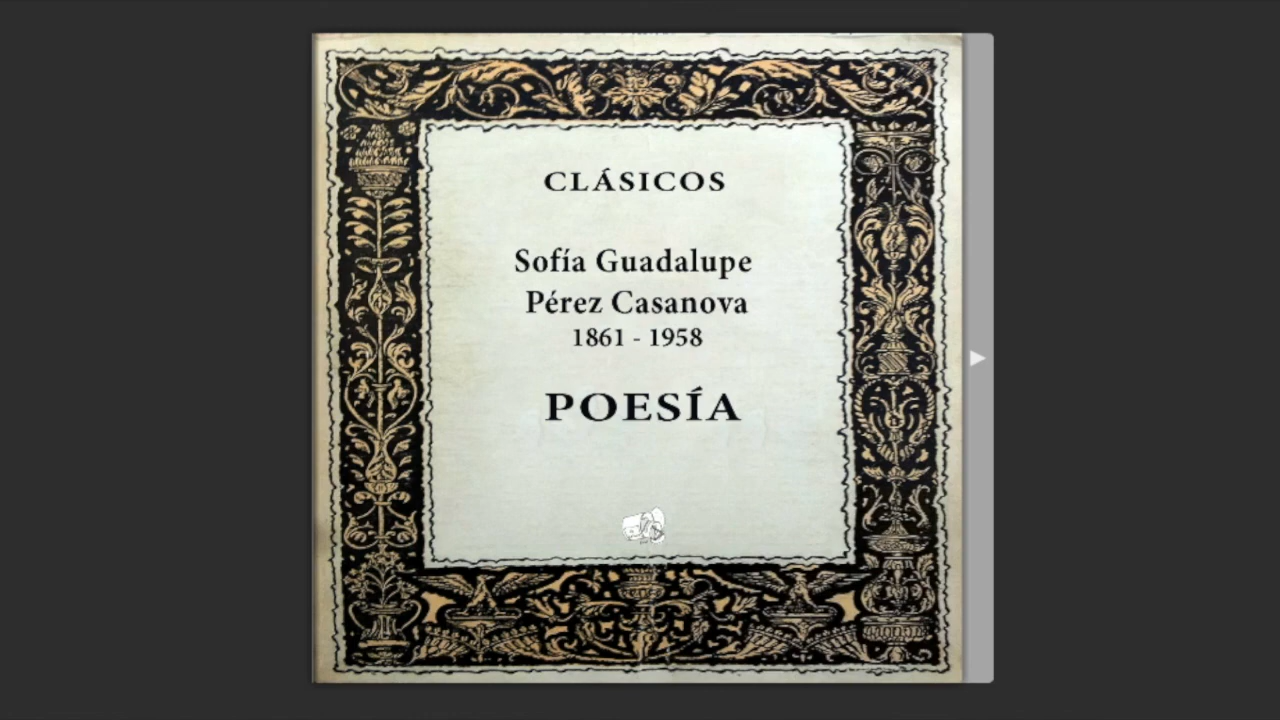 CLÁSICOS
Sofía Guadalupe
Pérez Casanova
1861 - 1958
POESÍA